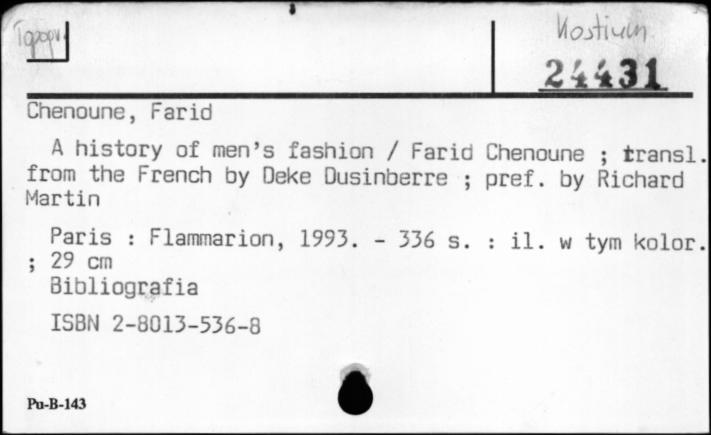 Topogr.
Kostium
24431
Chenoune, Farid
A history of men's fashion / Farid Chenoune ; transl.
from the French by Deke Dusinberre ; pref. by Richard
Martin
Paris : Flammarion, 1993. - 336 s. : il. w tym kolor.
; 29 cm
Bibliografia
ISBN 2-8013-536-8
Pu-B-143